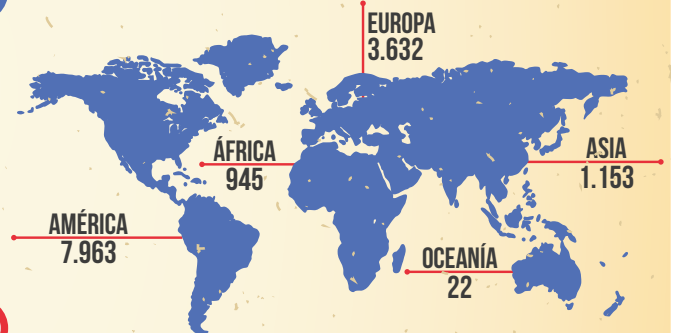 EUROPA
3.632
ÁFRICA
945
ASIA
1.153
AMÉRICA
7.963
OCEANÍA
22